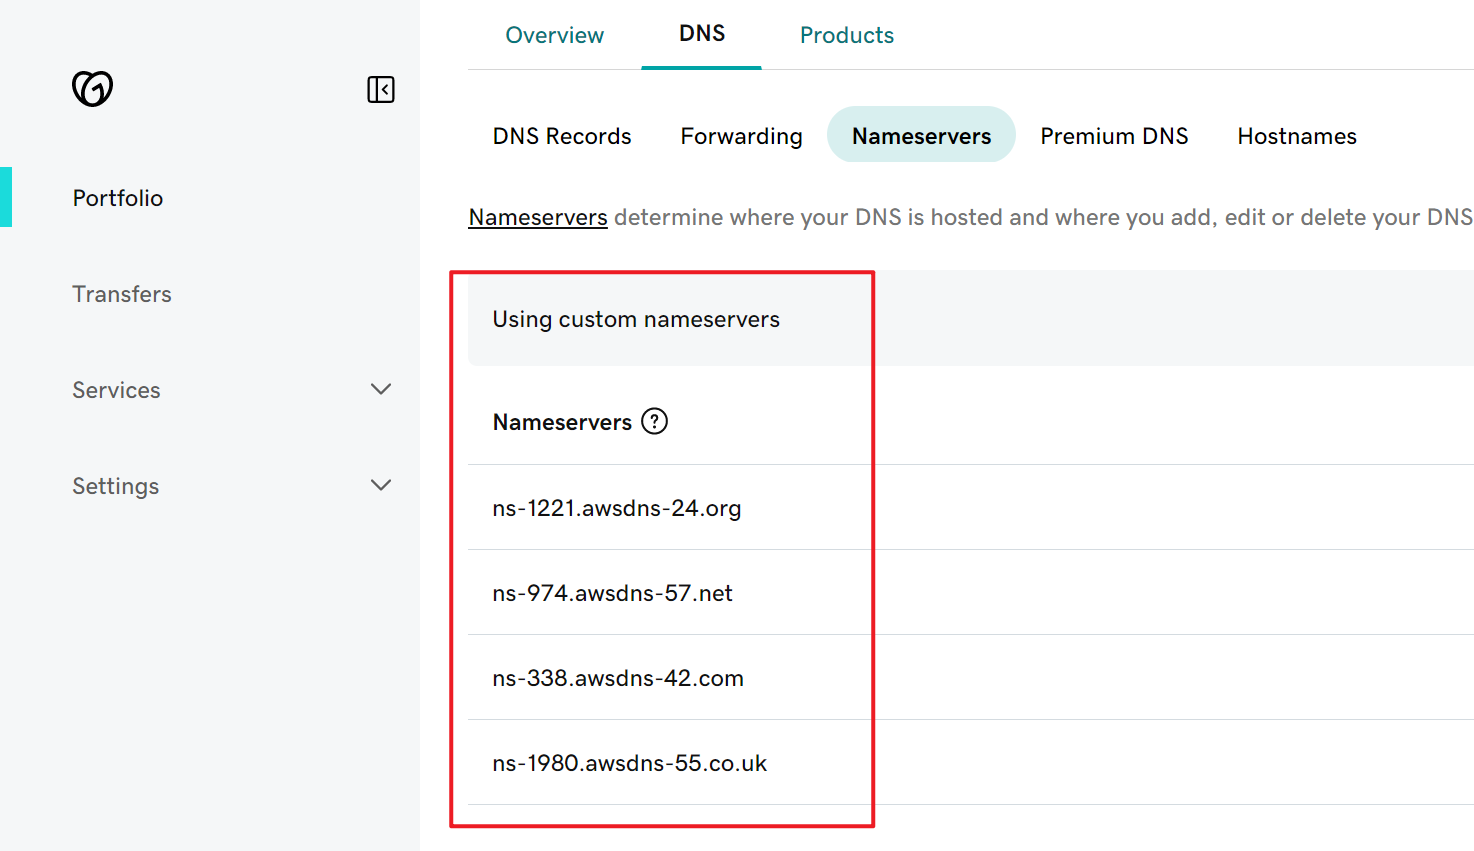 Overview DNS Products
DNS Records Forwarding Nameservers Premium DNS Hostnames
Portfolio
Nameservers determine where your DNS is hosted and where you add, edit or delete your DNS
Transfers
Using custom nameservers
Services
Nameservers ?
Settings
ns-1221.awsdns-24.org
ns-974.awsdns-57.net
ns-338.awsdns-42.com
ns-1980.awsdns-55.co.uk